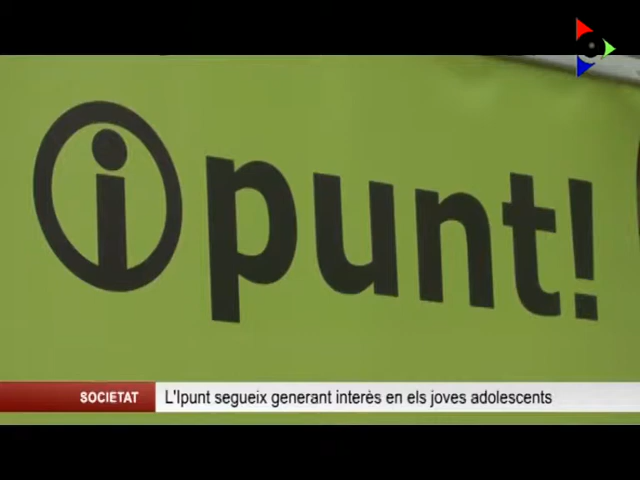 ipunt!
SOCIETAT L'Ipunt segueix generant interès en els joves adolescents